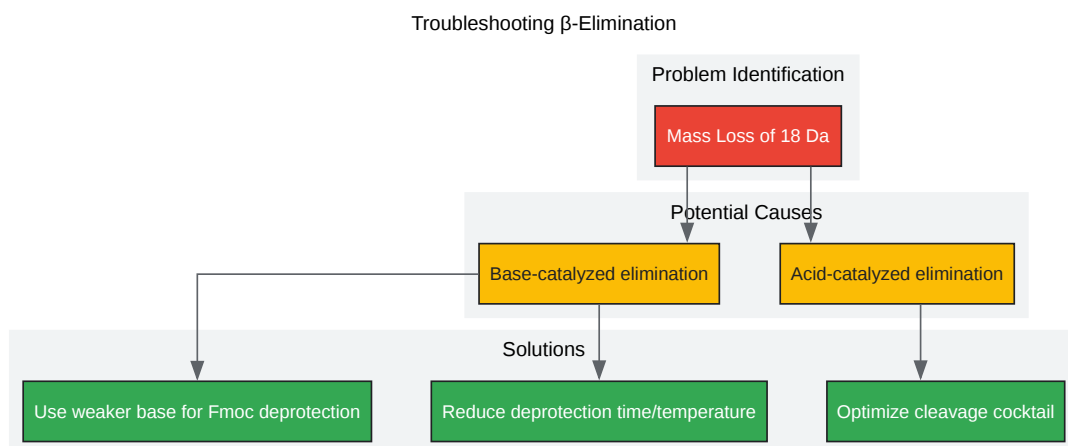 Troubleshooting β-Elimination
Problem Identification
Mass Loss of 18 Da
Potential Causes
Base-catalyzed elimination
Acid-catalyzed elimination
Solutions
Use weaker base for Fmoc deprotection
Reduce deprotection time/temperature
Optimize cleavage cocktail